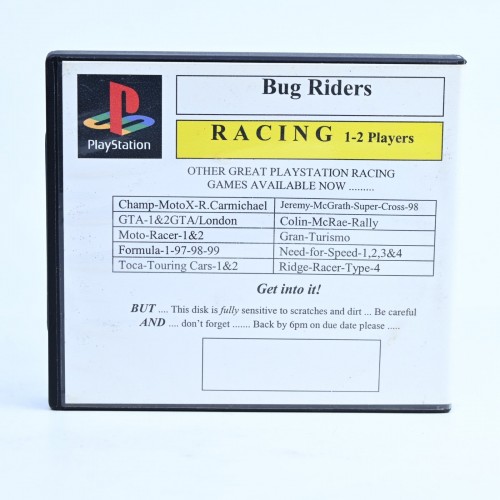 Bug Riders
PlayStation
RACING 1-2 Players
OTHER GREAT PLAYSTATION RACING
GAMES AVAILABLE NOW .........
Champ-MotoX-R.Carmichael Jeremy-McGrath-Super-Cross-98
GTA-1&2GTA/London Colin-McRae-Rally
Moto-Racer-1&2 Gran-Turismo
Formula-1-97-98-99 Need-for-Speed-1,2,3&4
Toca-Touring Cars-1&2 Ridge-Racer-Type-4
Get into it!
BUT .... This disk is fully sensitive to scratches and dirt ... Be careful
AND .... don't forget ....... Back by 6pm on due date please .....